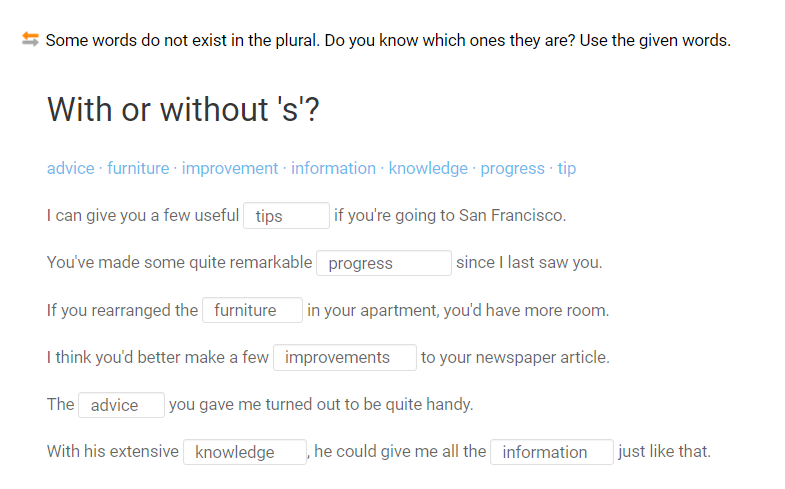 Some words do not exist in the plural. Do you know which ones they are? Use the given words.
With or without 's'?
advice · furniture · improvement · information · knowledge · progress · tip
I can give you a few useful tips if you're going to San Francisco.
You've made some quite remarkable progress since I last saw you.
If you rearranged the furniture in your apartment, you'd have more room.
I think you'd better make a few improvements to your newspaper article.
The advice you gave me turned out to be quite handy.
With his extensive knowledge, he could give me all the information just like that.